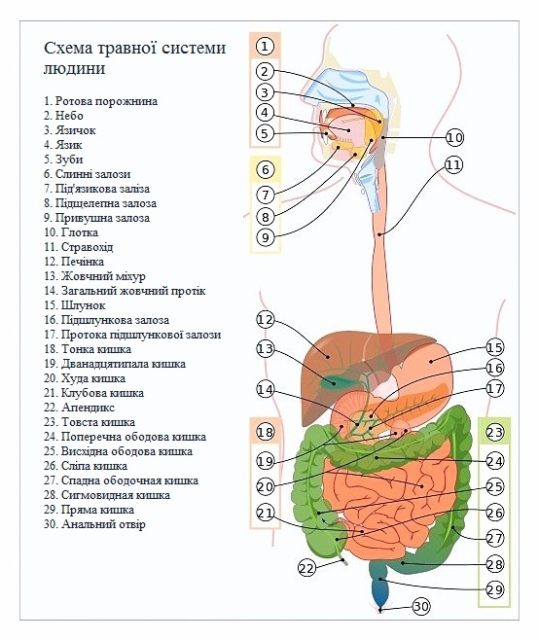 Схема травної системи
людини
1. Ротова порожнина
2. Небо
3. Язичок
4. Язик
5. Зуби
6. Слинні залози
7. Під'язикова заліза
8. Підщелепна залоза
9. Привушна залоза
10. Глотка
11. Стравохід
12. Печінка
13. Жовчний міхур
14. Загальний жовчний протік
15. Шлунок
16. Підшлункова залоза
17. Протока підшлункової залози
18. Тонка кишка
19. Дванадцятипала кишка
20. Худа кишка
21. Клубова кишка
22. Апендикс
23. Товста кишка
24. Поперечна ободова кишка
25. Висхідна ободова кишка
26. Сліпа кишка
27. Спадна ободочная кишка
28. Сигмовидная кишка
29. Пряма кишка
30. Анальний отвір
1
2
3
4
5
6
7
8
9
10
11
12
13
14
15
16
17
18
19
20
21
22
23
24
25
26
27
28
29
30